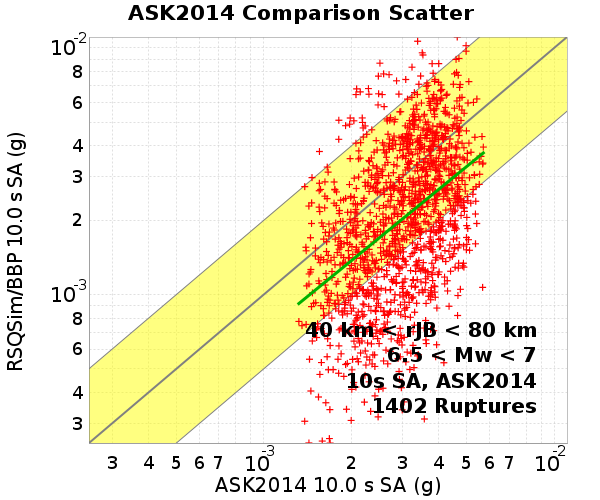 ASK2014 Comparison Scatter
RSQSim/BBP 10.0 s SA (g)
10-2
8
6
4
3
2
10-3
8
6
4
3
40 km < rJB < 80 km
6.5 < Mw < 7
10s SA, ASK2014
1402 Ruptures
3 4 5 6 7 10-3 2 3 4 5 6 7 10-2
ASK2014 10.0 s SA (g)